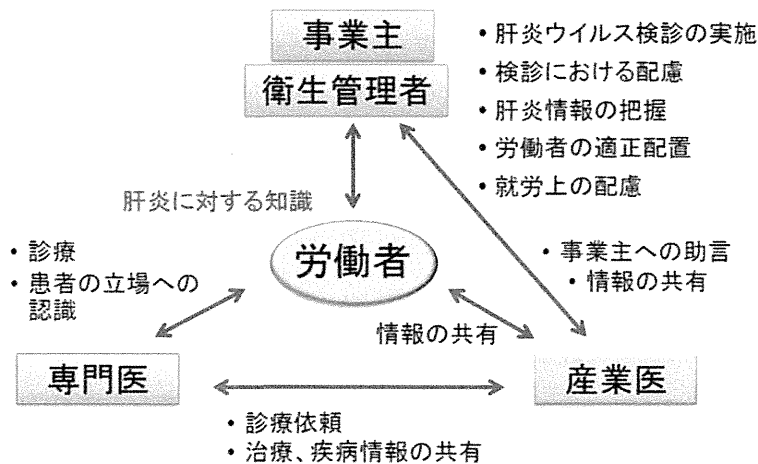 事業主
衛生管理者
・肝炎ウイルス検診の実施
・検診における配慮
・肝炎情報の把握
・労働者の適正配置
・就労上の配慮
肝炎に対する知識
労働者
・診療
・患者の立場への
認識
・事業主への助言
・情報の共有
情報の共有
専門医
産業医
・診療依頼
・治療、疾病情報の共有